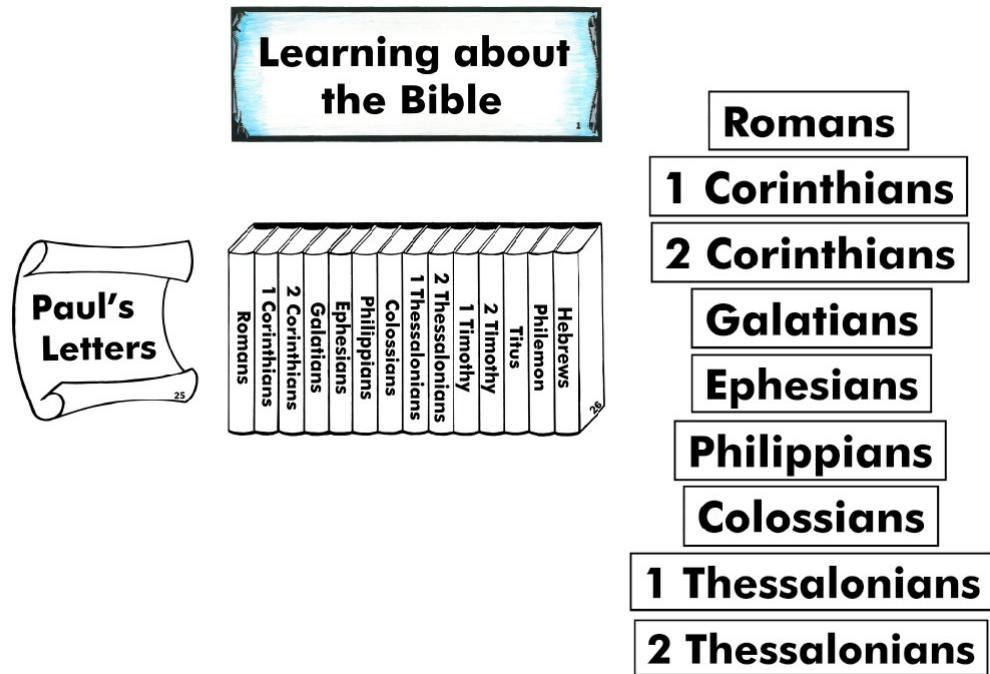 Learning about
the Bible
1
Paul's
Letters
25
Romans
1 Corinthians
2 Corinthians
Galatians
Ephesians
Philippians
Colossians
1 Thessalonians
2 Thessalonians
1 Timothy
2 Timothy
Titus
Philemon
Hebrews
26
Romans
1 Corinthians
2 Corinthians
Galatians
Ephesians
Philippians
Colossians
1 Thessalonians
2 Thessalonians